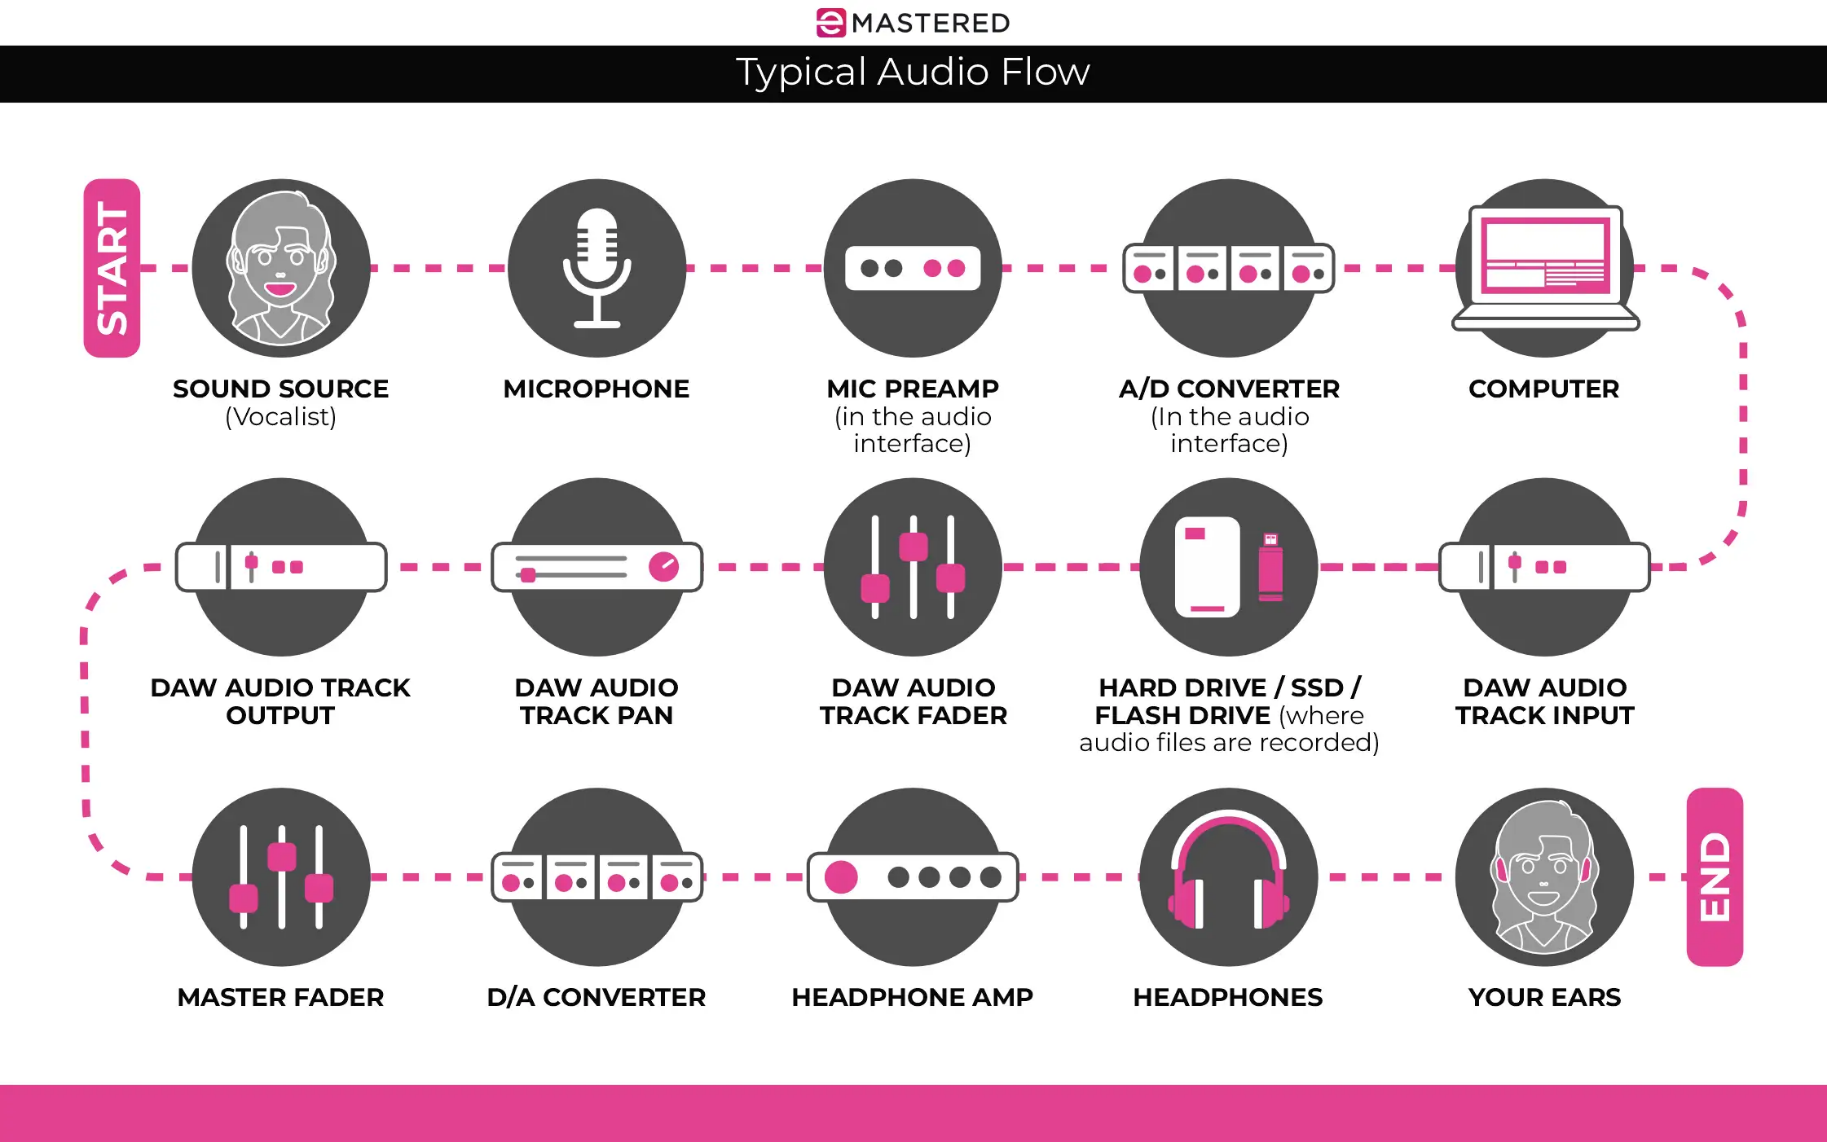 e MASTERED
Typical Audio Flow
START
SOUND SOURCE
(Vocalist)
MICROPHONE
MIC PREAMP
(in the audio
interface)
A/D CONVERTER
(In the audio
interface)
COMPUTER
DAW AUDIO TRACK
OUTPUT
DAW AUDIO
TRACK PAN
DAW AUDIO
TRACK FADER
HARD DRIVE / SSD /
FLASH DRIVE (where
audio files are recorded)
DAW AUDIO
TRACK INPUT
MASTER FADER
D/A CONVERTER
HEADPHONE AMP
HEADPHONES
YOUR EARS
END